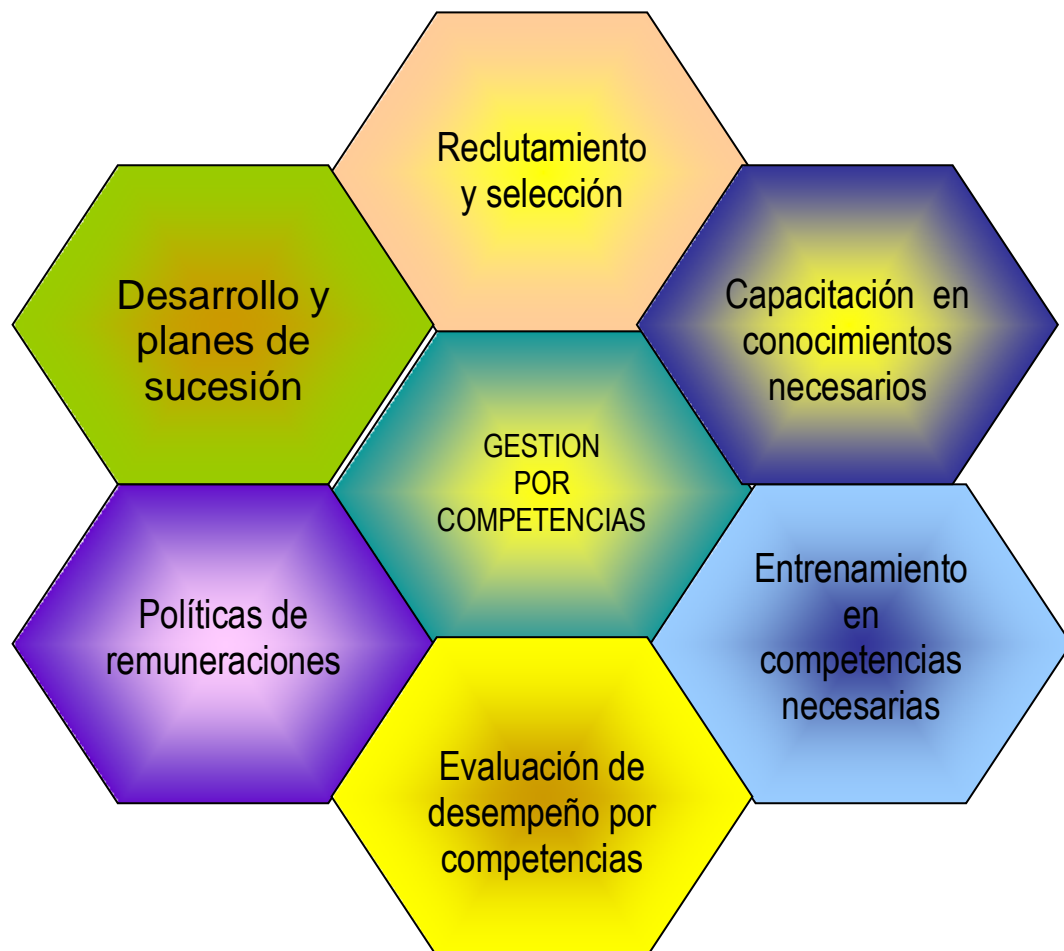 Reclutamiento
y selección
Capacitación en
conocimientos
necesarios
Entrenamiento
en
competencias
necesarias
Evaluación de
desempeño por
competencias
Políticas de
remuneraciones
Desarrollo y
planes de
sucesión
GESTION
POR
COMPETENCIAS